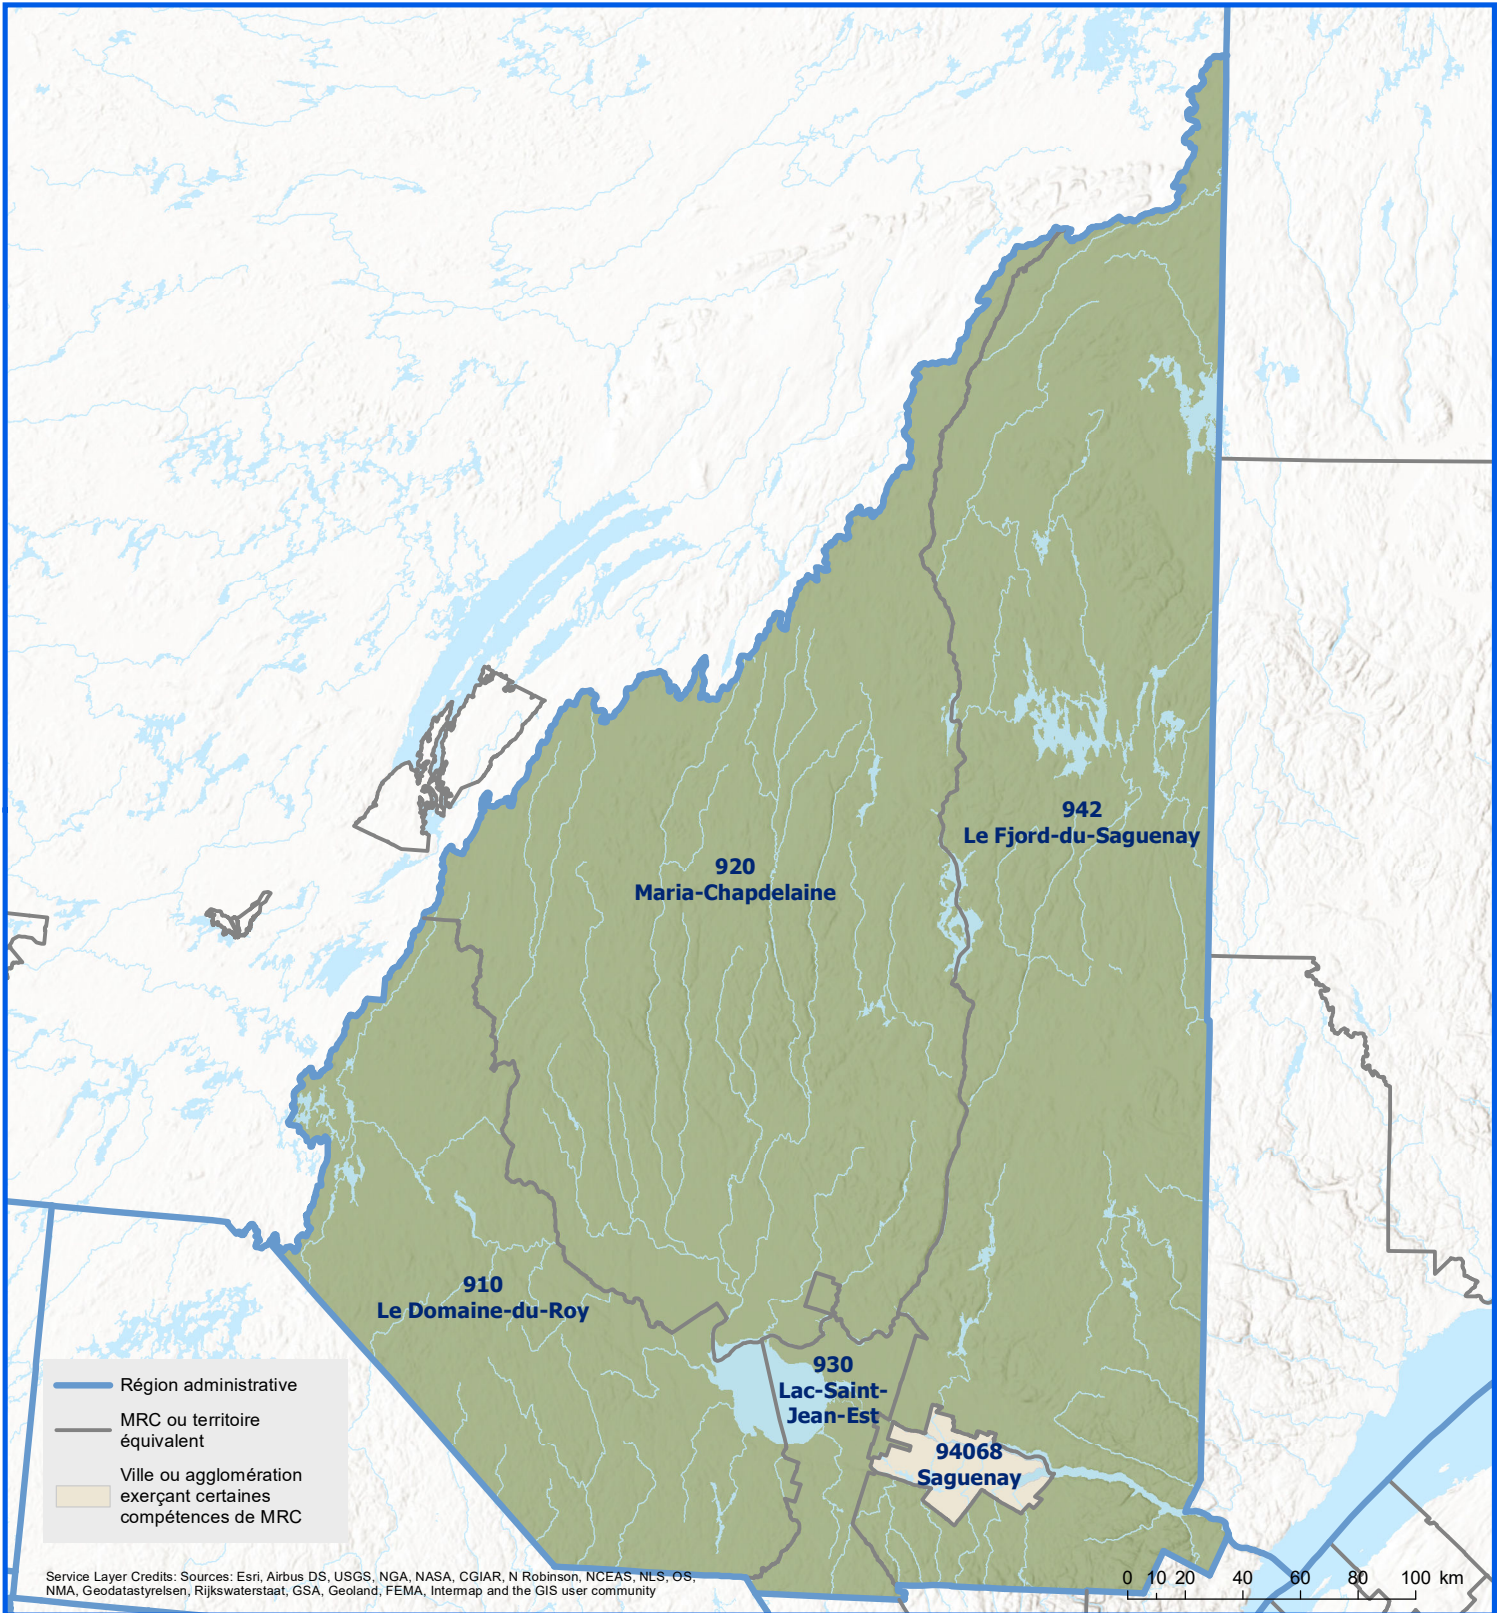 942
Le Fjord-du-Saguenay
920
Maria-Chapdelaine
910
Le Domaine-du-Roy
930
Lac-Saint-
Jean-Est
94068
Saguenay
Région administrative
MRC ou territoire
équivalent
Ville ou agglomération
exerçant certaines
compétences de MRC
Service Layer Credits: Sources: Esri, Airbus DS, USGS, NGA, NASA, CGIAR, N Robinson, NCEAS, NLS, OS,
NMA, Geodatastyrelsen, Rijkswaterstaat, GSA, Geoland, FEMA, Intermap and the GIS user community
0 10 20 40 60 80 100 km